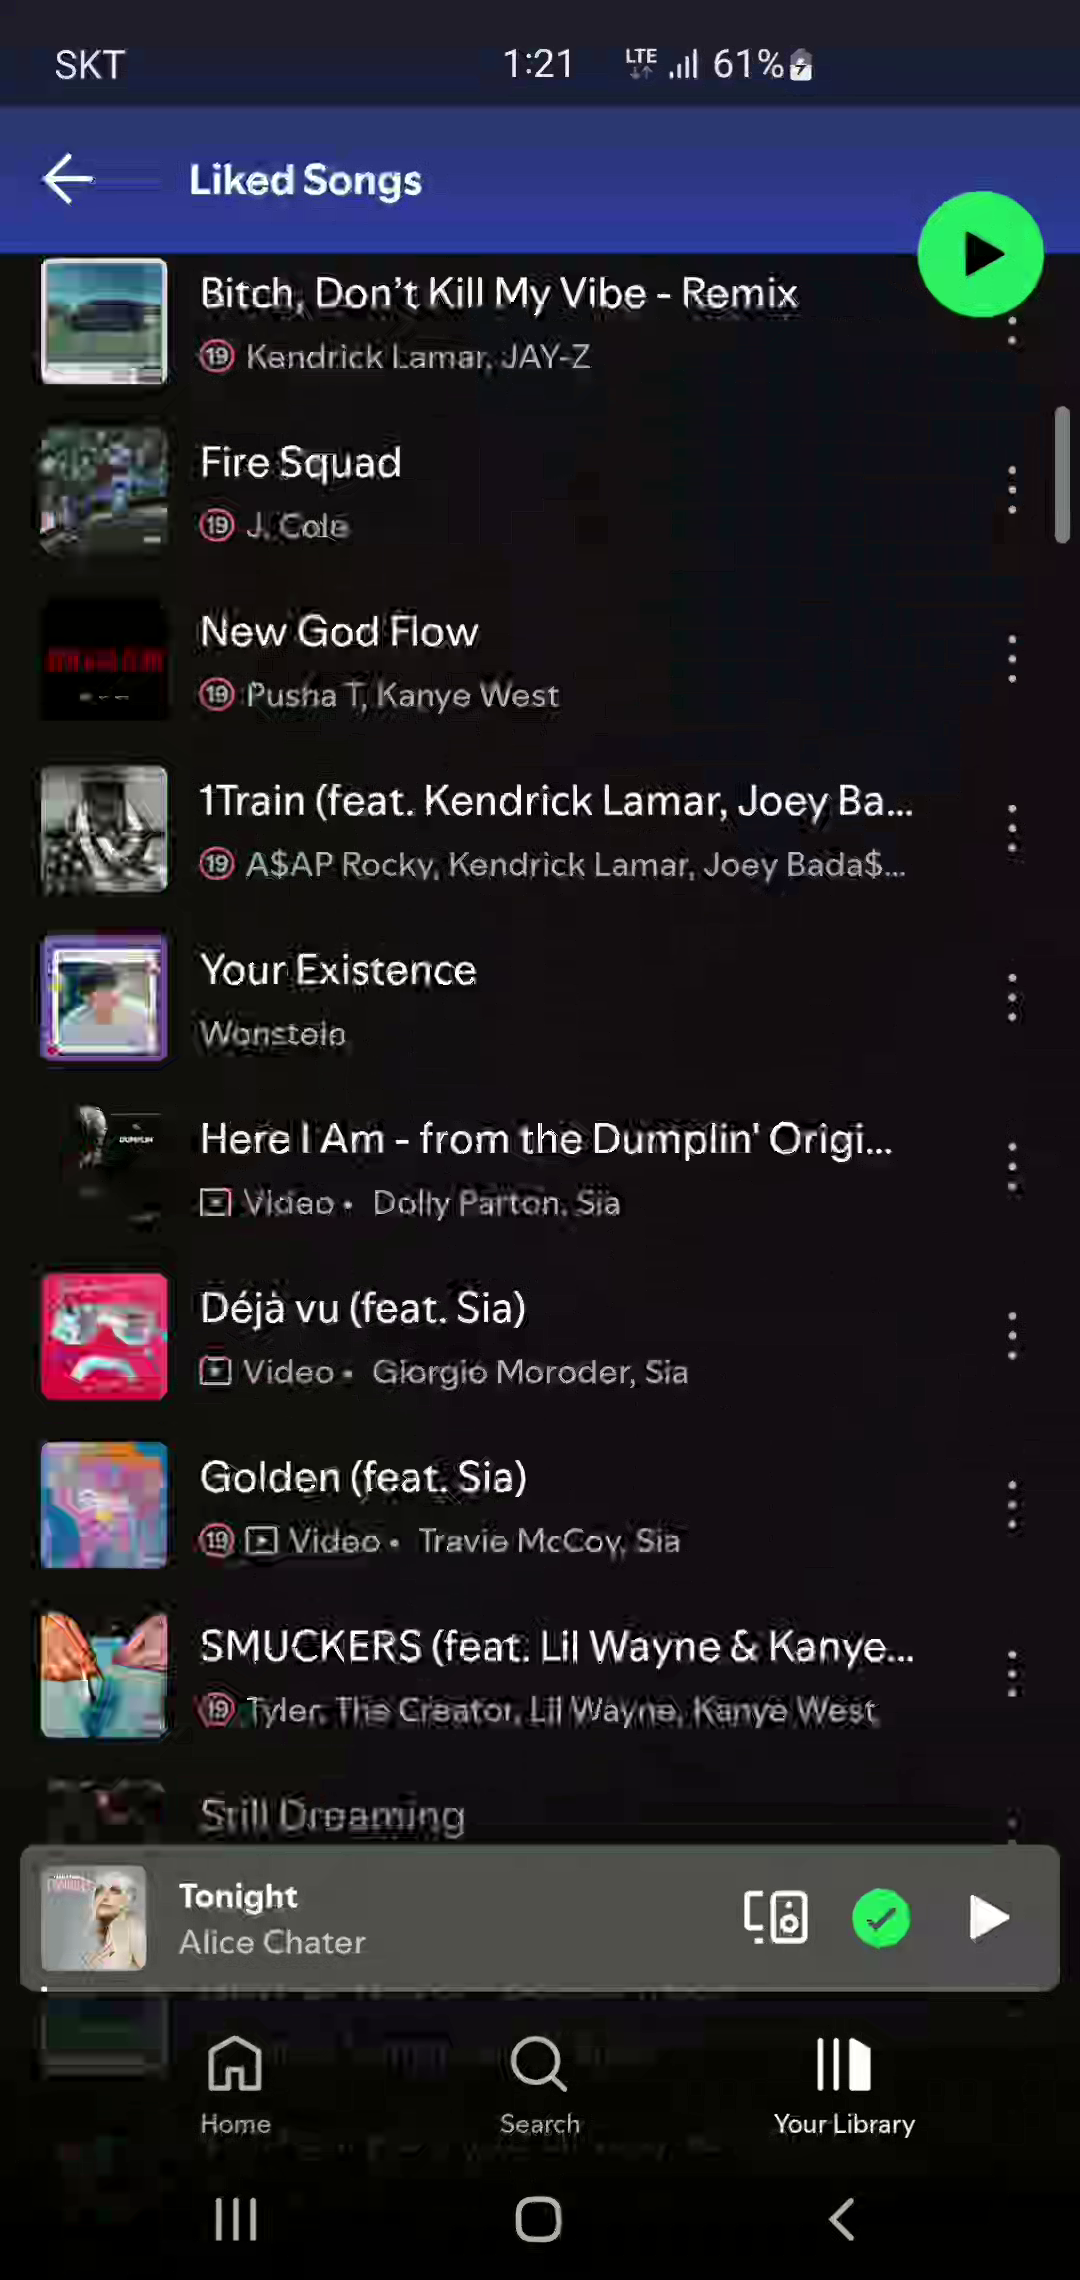 SKT 1:21 LTE 61%
Liked Songs
Bitch, Don't Kill My Vibe - Remix
19 Kendrick Lamar, JAY-Z
Fire Squad
19 J. Cole
New God Flow
19 Pusha T, Kanye West
1Train (feat. Kendrick Lamar, Joey Ba...
19 A$AP Rocky, Kendrick Lamar, Joey Bada$...
Your Existence
Wonstein
Here I Am - from the Dumplin' Origi...
Video • Dolly Parton, Sia
Déjà vu (feat. Sia)
Video • Giorgio Moroder, Sia
Golden (feat. Sia)
19 Video • Travie McCoy, Sia
SMUCKERS (feat. Lil Wayne & Kanye...
19 Tyler, The Creator, Lil Wayne, Kanye West
Still Dreaming
Tonight
Alice Chater
Home Search Your Library